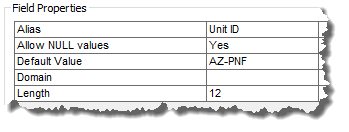 Field Properties
Alias Unit ID
Allow NULL values Yes
Default Value AZ-PNF
Domain
Length 12